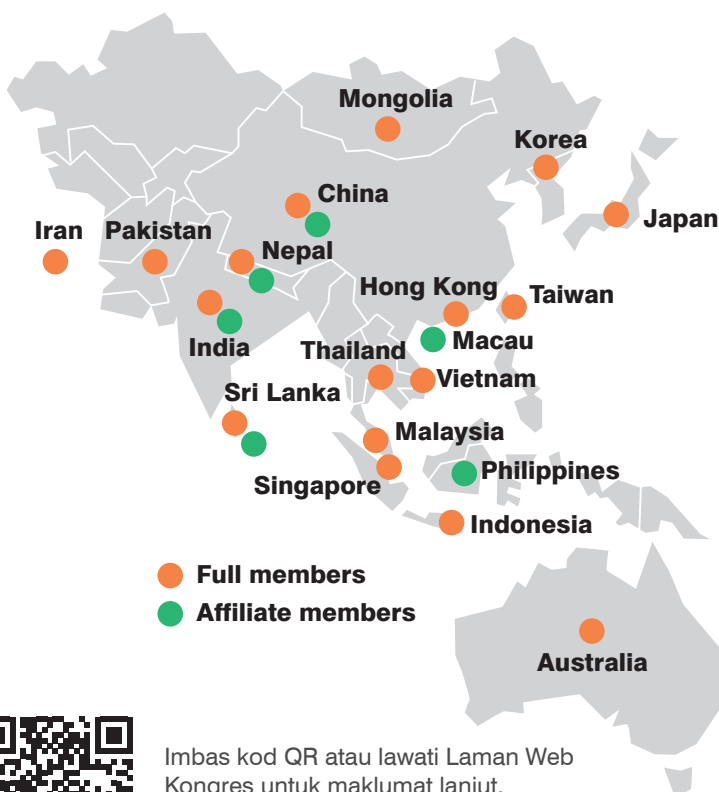 Mongolia
Korea
China
Japan
Iran
Pakistan
Nepal
Hong Kong
Taiwan
India
Macau
Thailand
Vietnam
Sri Lanka
Malaysia
Singapore
Philippines
Indonesia
Full members
Affiliate members
Australia
Imbas kod QR atau lawati Laman Web
Kongres untuk maklumat lanjut.